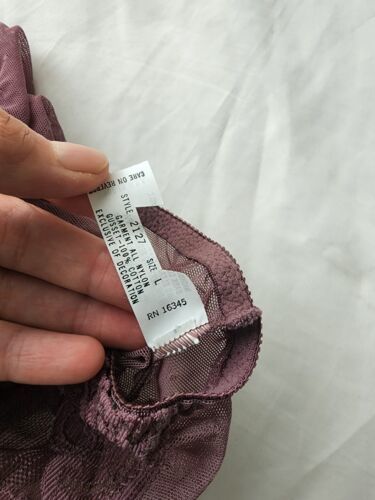 CARE ON REVERSE
STYLE 2127 SIZE L
GARMENT ALL NYLON
GUSSET-100% COTTON
EXCLUSIVE OF DECORATION
RN 16345